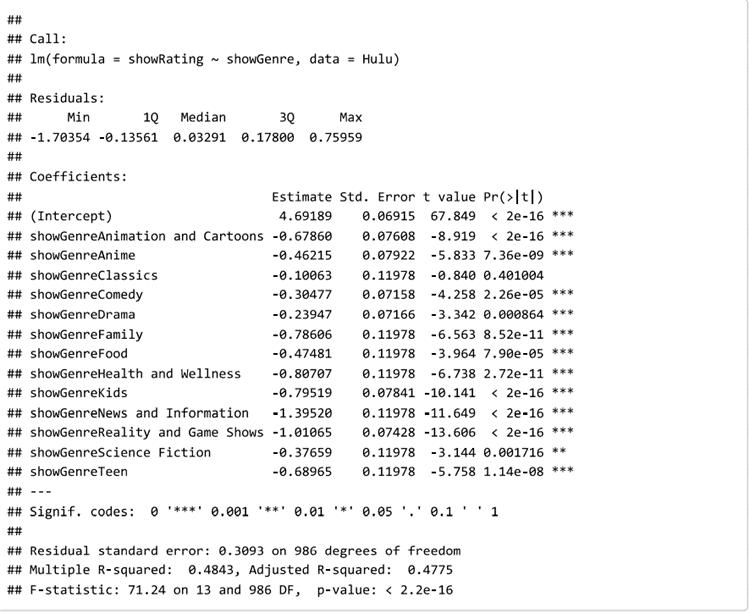 ##
## Call:
## lm(formula = showRating ~ showGenre, data = Hulu)
##
## Residuals:
##      Min       1Q   Median       3Q      Max
## -1.70354 -0.13561  0.03291  0.17800  0.75959
##
## Coefficients:
##                                 Estimate Std. Error t value Pr(>|t|)
## (Intercept)                      4.69189    0.06915  67.849  < 2e-16 ***
## showGenreAnimation and Cartoons -0.67860    0.07608  -8.919  < 2e-16 ***
## showGenreAnime                  -0.46215    0.07922  -5.833 7.36e-09 ***
## showGenreClassics               -0.10063    0.11978  -0.840 0.401004
## showGenreComedy                 -0.30477    0.07158  -4.258 2.26e-05 ***
## showGenreDrama                  -0.23947    0.07166  -3.342 0.000864 ***
## showGenreFamily                 -0.78606    0.11978  -6.563 8.52e-11 ***
## showGenreFood                   -0.47481    0.11978  -3.964 7.90e-05 ***
## showGenreHealth and Wellness    -0.80707    0.11978  -6.738 2.72e-11 ***
## showGenreKids                   -0.79519    0.07841 -10.141  < 2e-16 ***
## showGenreNews and Information   -1.39520    0.11978 -11.649  < 2e-16 ***
## showGenreReality and Game Shows -1.01065    0.07428 -13.606  < 2e-16 ***
## showGenreScience Fiction        -0.37659    0.11978  -3.144 0.001716 **
## showGenreTeen                   -0.68965    0.11978  -5.758 1.14e-08 ***
## ---
## Signif. codes:  0 '***' 0.001 '**' 0.01 '*' 0.05 '.' 0.1 ' ' 1
##
## Residual standard error: 0.3093 on 986 degrees of freedom
## Multiple R-squared:  0.4843, Adjusted R-squared:  0.4775
## F-statistic: 71.24 on 13 and 986 DF,  p-value: < 2.2e-16